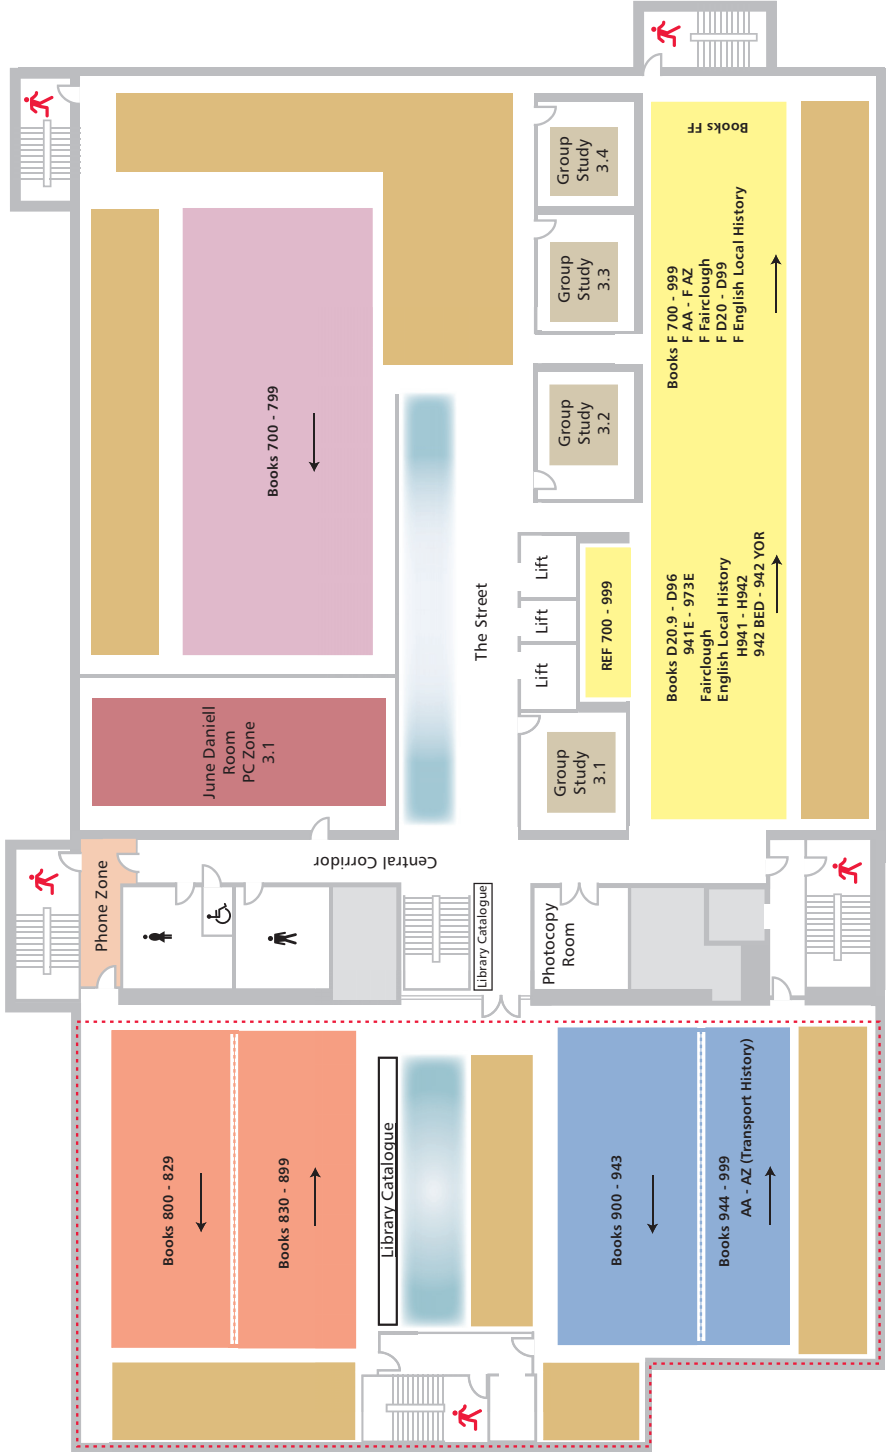 Books FF
Group
Study
3.4
Group
Study
3.3
Books F 700 - 999
F AA - F AZ
F Fairclough
F D20 - D99
F English Local History
Books 700 - 799
Group
Study
3.2
The Street
Lift
Lift
Lift
REF 700 - 999
Books D20.9 - D96
941E - 973E
Fairclough
English Local History
H941 - H942
942 BED - 942 YOR
June Daniell
Room
PC Zone
3.1
Group
Study
3.1
Central Corridor
Phone Zone
Library Catalogue
Photocopy
Room
Books 800 - 829
Books 830 - 899
Library Catalogue
Books 900 - 943
Books 944 - 999
AA - AZ (Transport History)